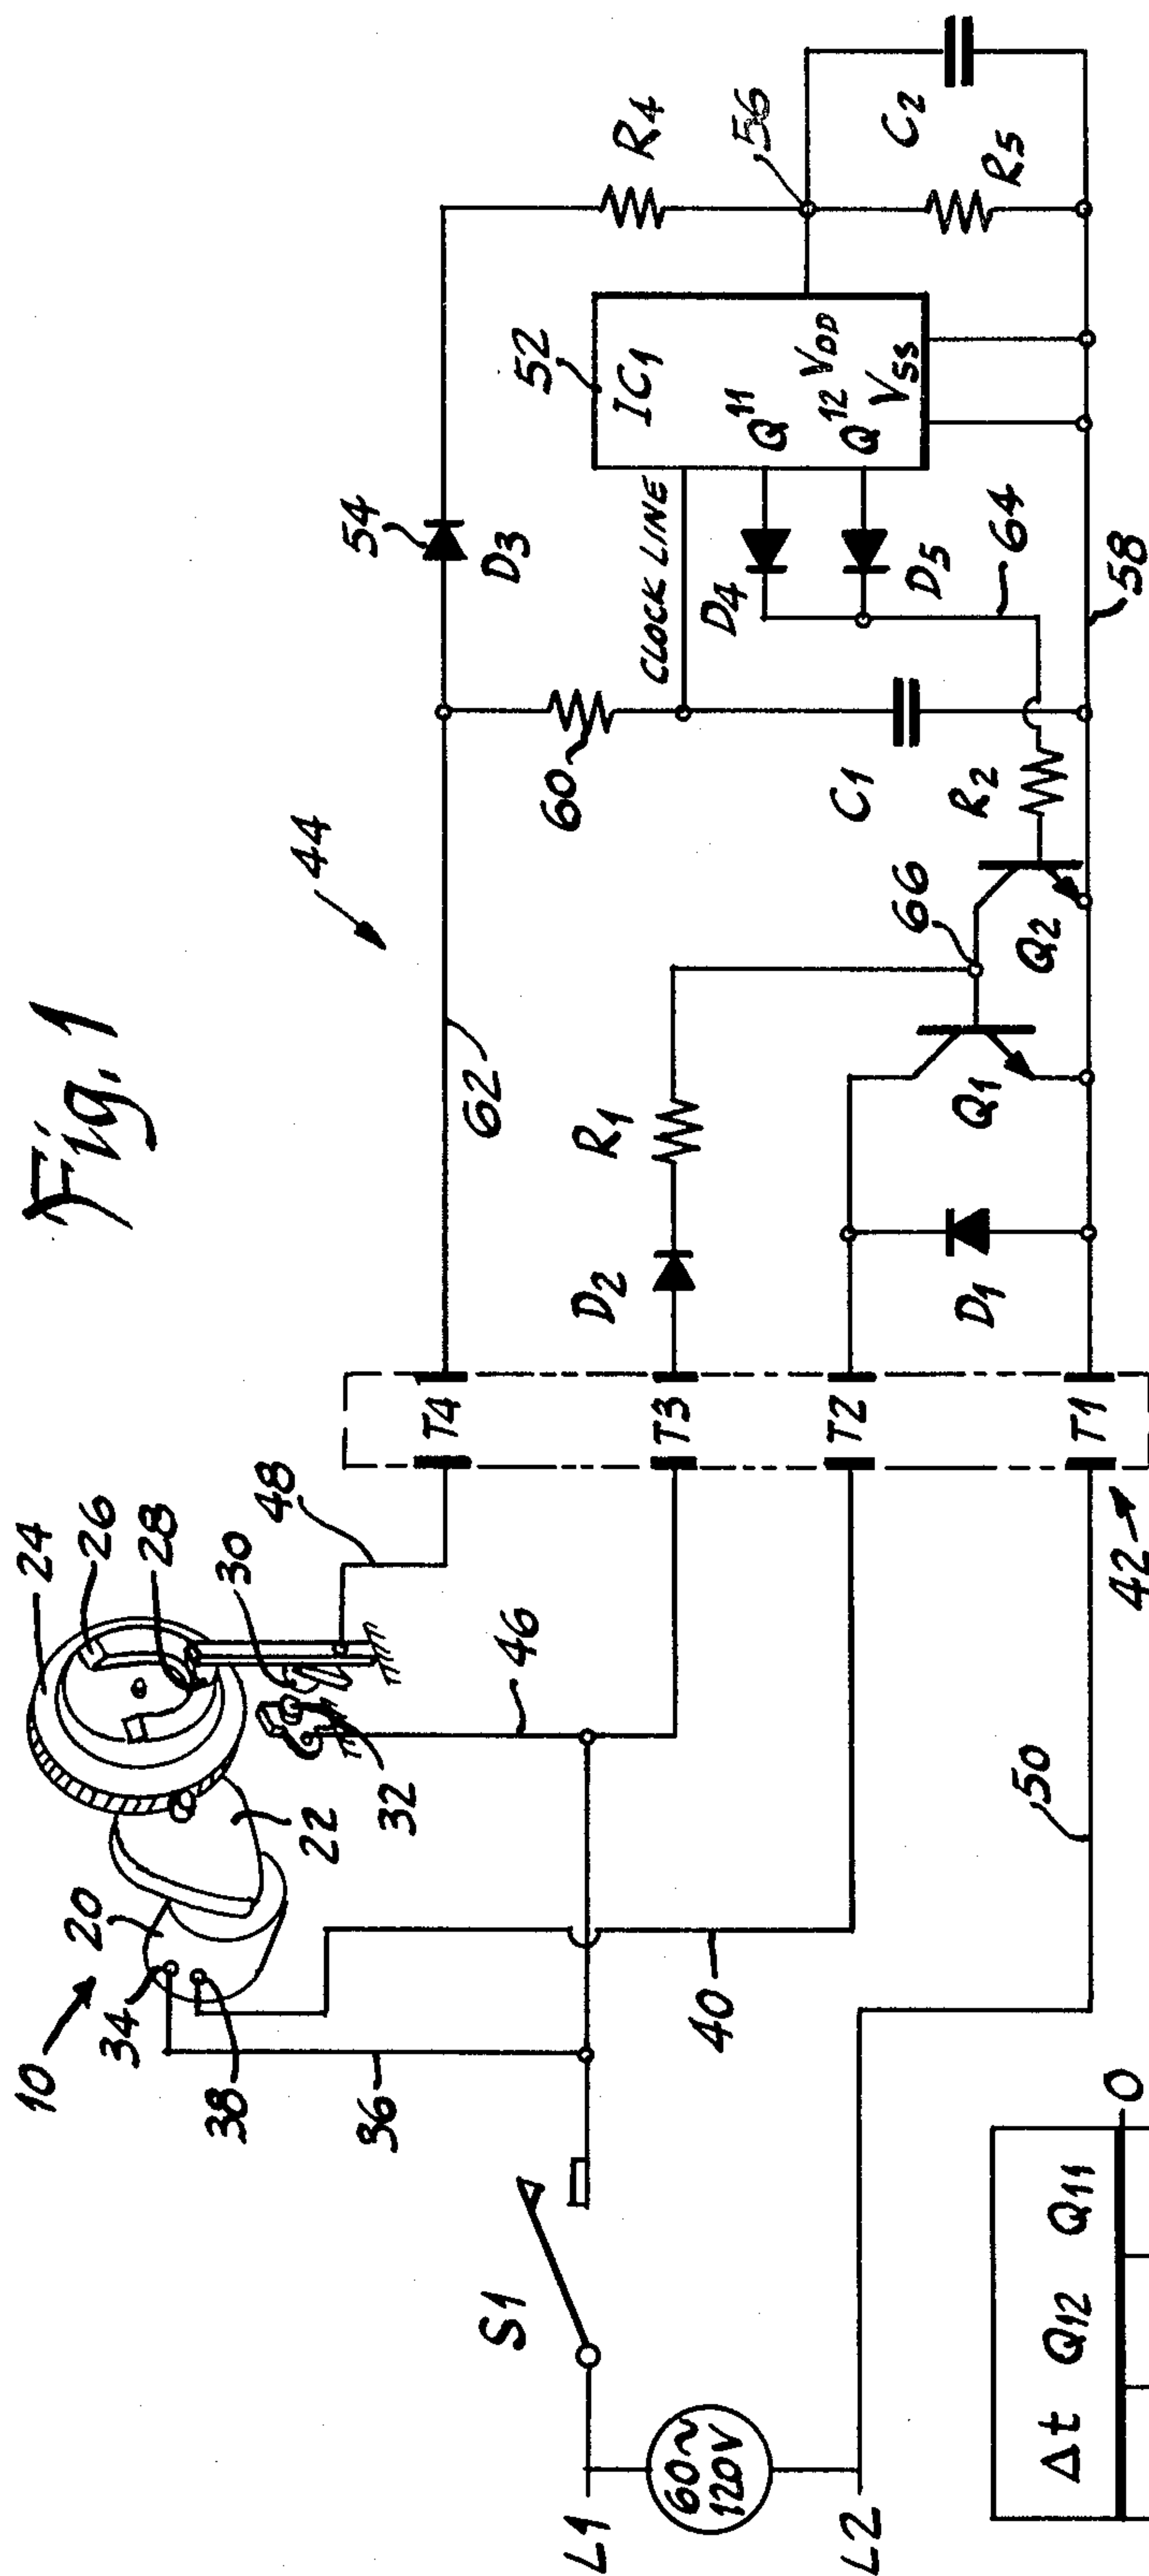 Fig. 1
10
34
20
38
22
24
26
28
30
32
48
46
36
40
44
S1
L1
60~
120V
L2
50
42
T4
T3
T2
T1
62
D2
R1
D1
Q1
66
Q2
R2
C1
60
CLOCK LINE
54
D3
52
IC1
Q11
Q12
VDD
VSS
D4
D5
64
58
R4
56
R5
C2
Δt Q12 Q11
0